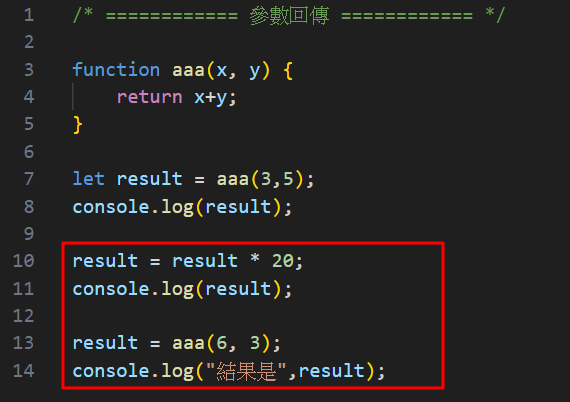 1 /* ============ 參數回傳 ============ */
2
3 function aaa(x, y) {
4     return x+y;
5 }
6
7 let result = aaa(3,5);
8 console.log(result);
9
10 result = result * 20;
11 console.log(result);
12
13 result = aaa(6, 3);
14 console.log("結果是",result);